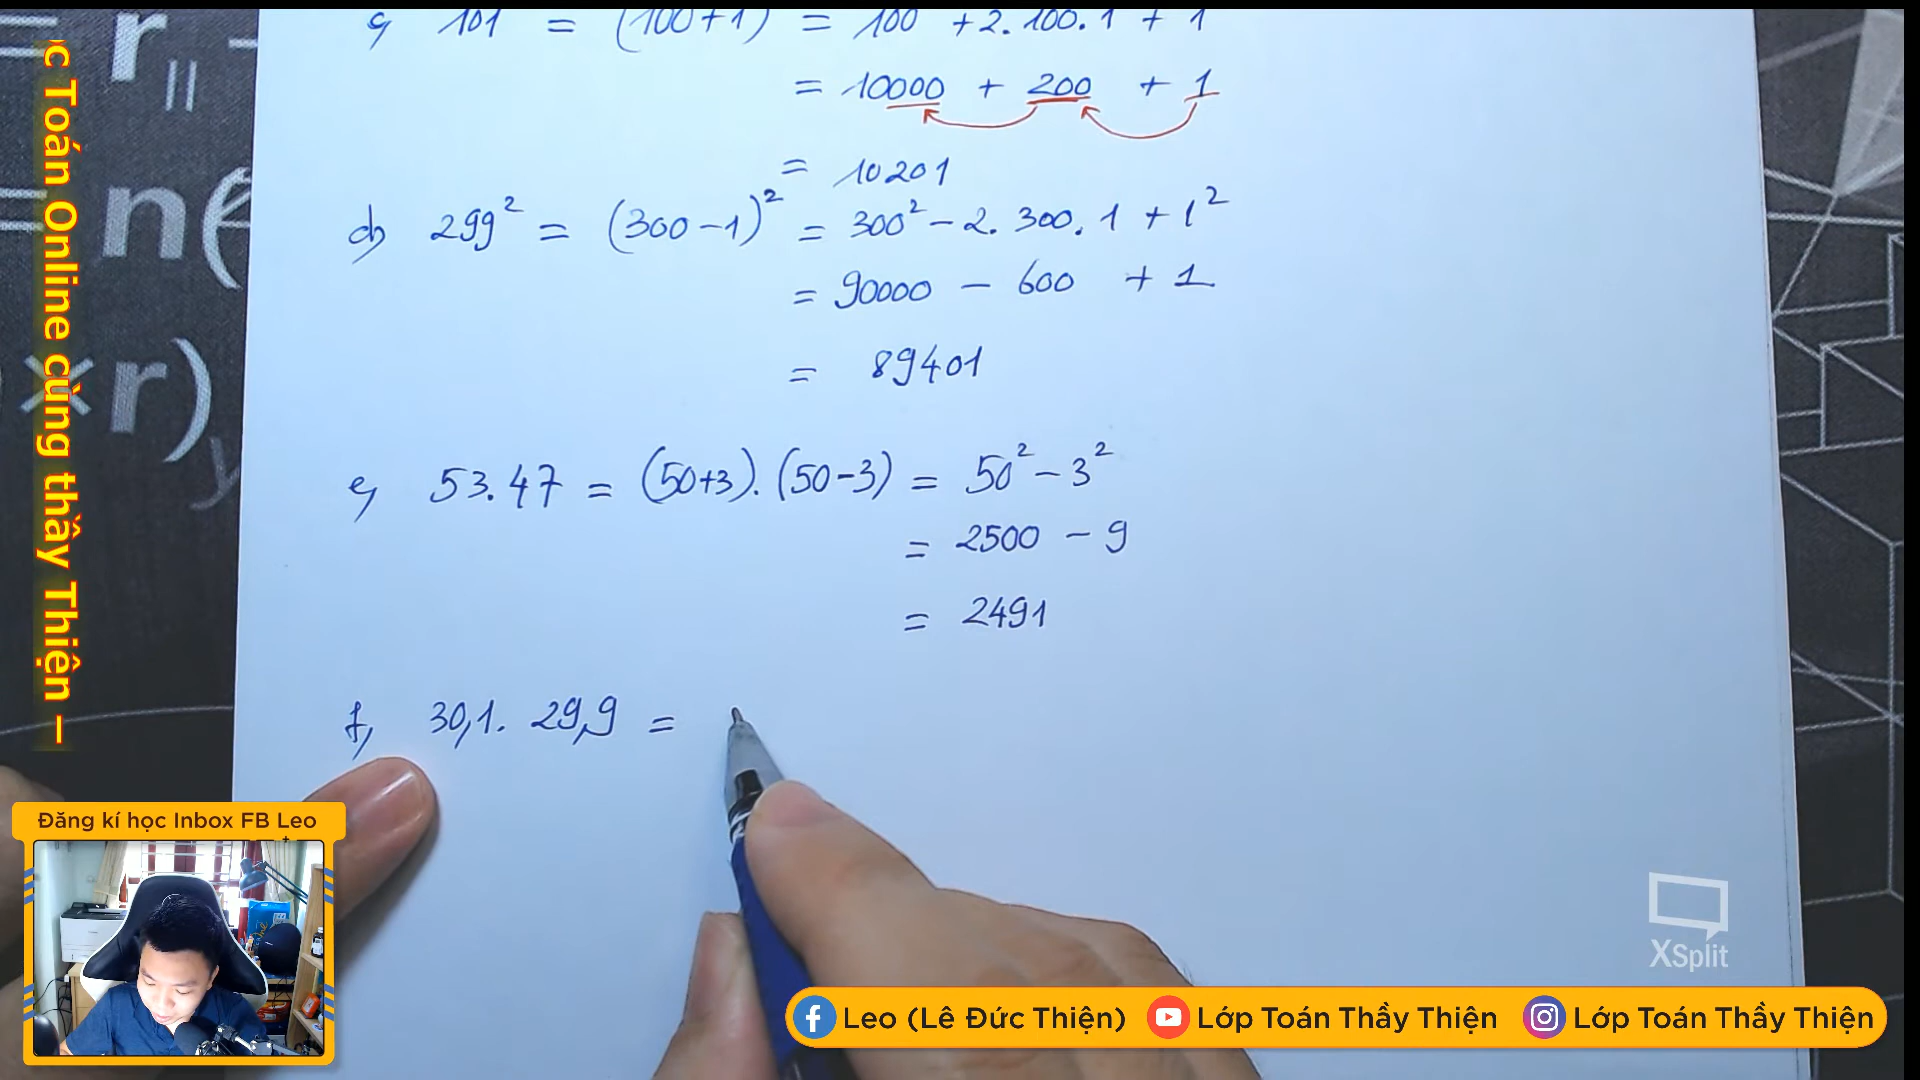 c) 101 = (100+1) = 100 + 2.100.1 + 1
= 10000 + 200 + 1
= 10201
d) 299² = (300-1)² = 300² - 2.300.1 + 1²
= 90000 - 600 + 1
= 89401
e) 53.47 = (50+3).(50-3) = 50² - 3²
= 2500 - 9
= 2491
f) 30,1. 29,9 =
c Toán Online cùng thầy Thiện –
= r
||
= n(
×r)
y
Đăng kí học Inbox FB Leo
XSplit
Leo (Lê Đức Thiện) Lớp Toán Thầy Thiện Lớp Toán Thầy Thiện